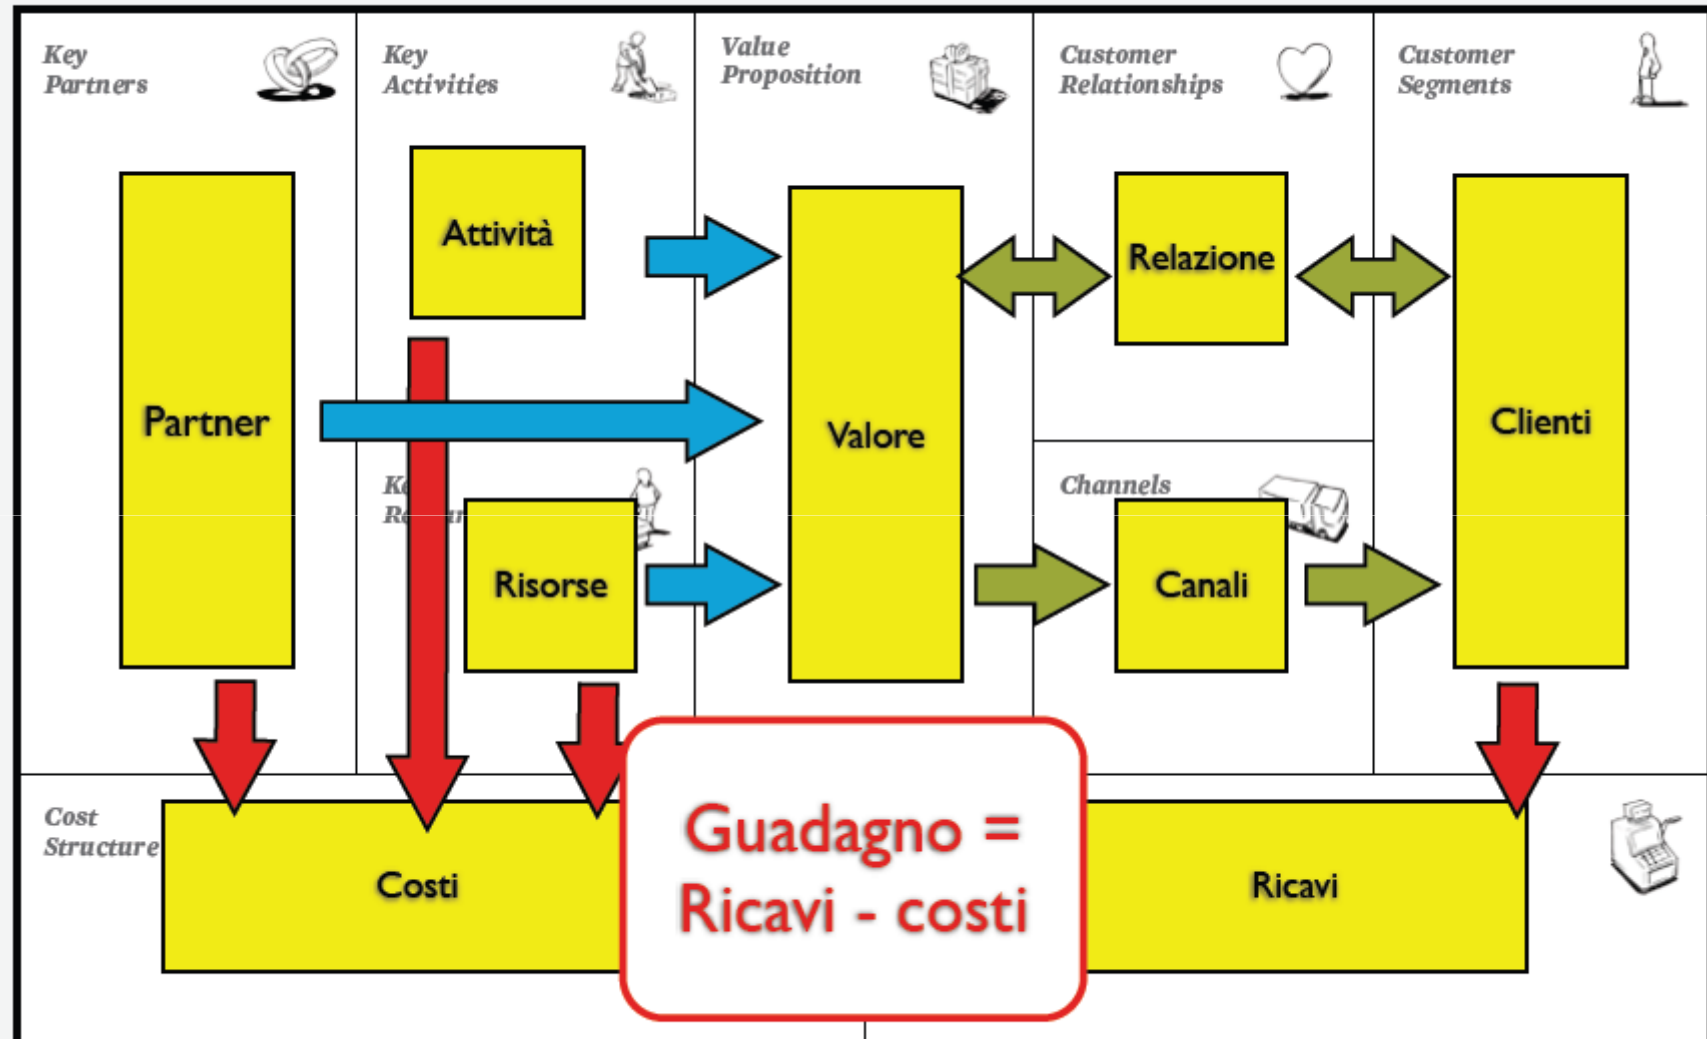 Key
Partners
Key
Activities
Value
Proposition
Customer
Relationships
Customer
Segments
Attività
Relazione
Partner
Valore
Clienti
Channels
Risorse
Canali
Cost
Structure
Costi
Guadagno =
Ricavi - costi
Ricavi